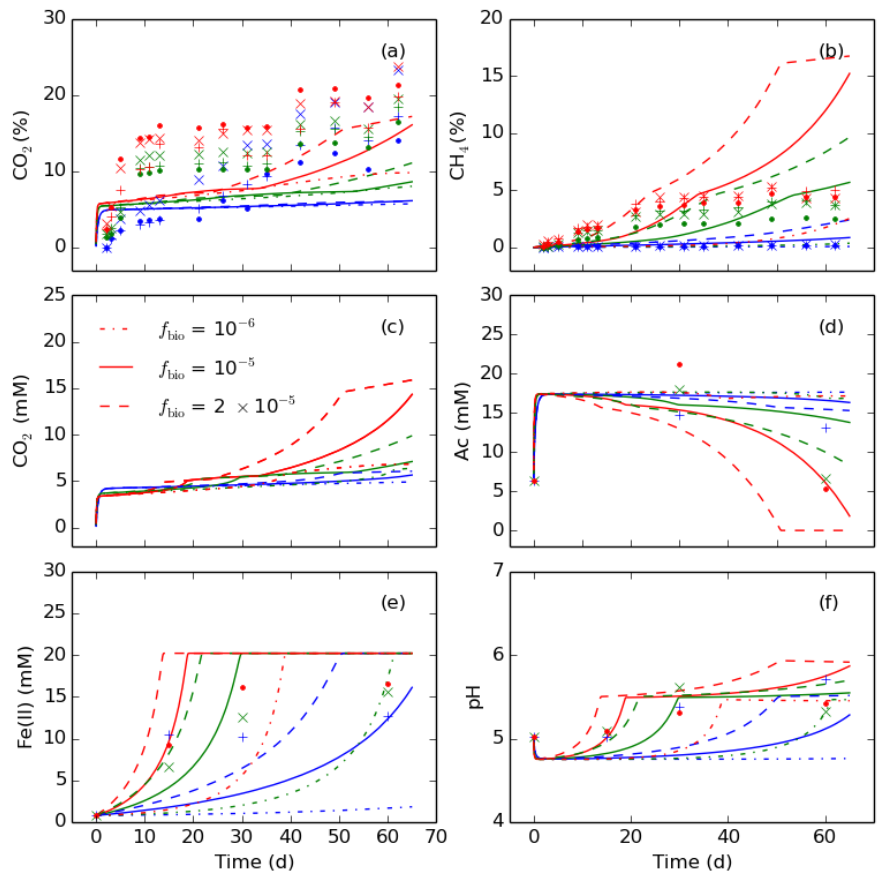 (a)
CO₂ (%)
30
25
20
15
10
5
0
(b)
CH₄ (%)
20
15
10
5
0
(c)
CO₂ (mM)
25
20
15
10
5
0
f_bio = 10⁻⁶
f_bio = 10⁻⁵
f_bio = 2 × 10⁻⁵
(d)
Ac (mM)
30
25
20
15
10
5
0
(e)
Fe(II) (mM)
30
25
20
15
10
5
0
0 10 20 30 40 50 60 70
Time (d)
(f)
pH
7
6
5
4
0 20 40 60
Time (d)